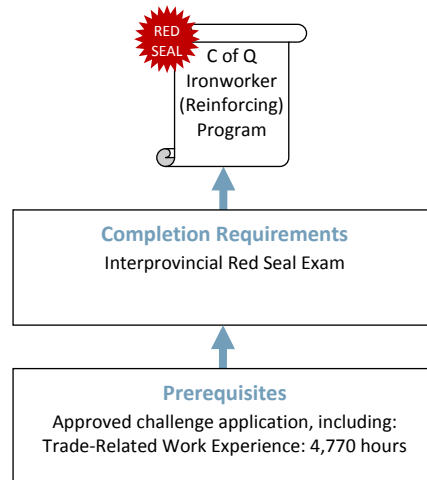 RED
SEAL
C of Q
Ironworker
(Reinforcing)
Program
Completion Requirements
Interprovincial Red Seal Exam
Prerequisites
Approved challenge application, including:
Trade-Related Work Experience: 4,770 hours